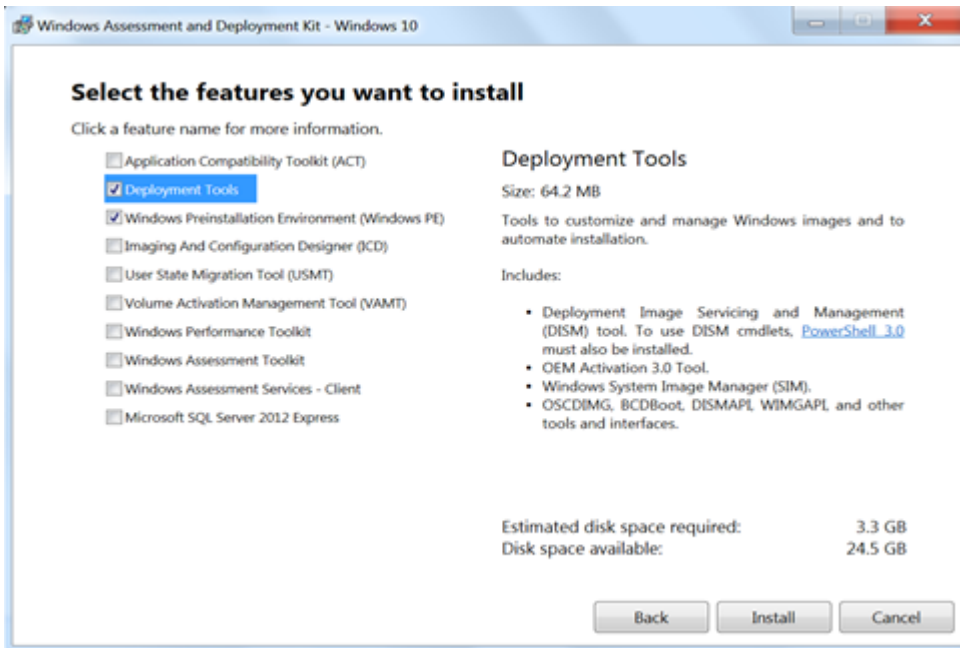 Windows Assessment and Deployment Kit - Windows 10
Select the features you want to install
Click a feature name for more information.
Application Compatibility Toolkit (ACT)
Deployment Tools
Windows Preinstallation Environment (Windows PE)
Imaging And Configuration Designer (ICD)
User State Migration Tool (USMT)
Volume Activation Management Tool (VAMT)
Windows Performance Toolkit
Windows Assessment Toolkit
Windows Assessment Services - Client
Microsoft SQL Server 2012 Express
Deployment Tools
Size: 64.2 MB
Tools to customize and manage Windows images and to
automate installation.
Includes:
• Deployment Image Servicing and Management
(DISM) tool. To use DISM cmdlets, PowerShell 3.0
must also be installed.
• OEM Activation 3.0 Tool.
• Windows System Image Manager (SIM).
• OSCDIMG, BCDBoot, DISMAPI, WIMGAPI, and other
tools and interfaces.
Estimated disk space required: 3.3 GB
Disk space available: 24.5 GB
Back Install Cancel